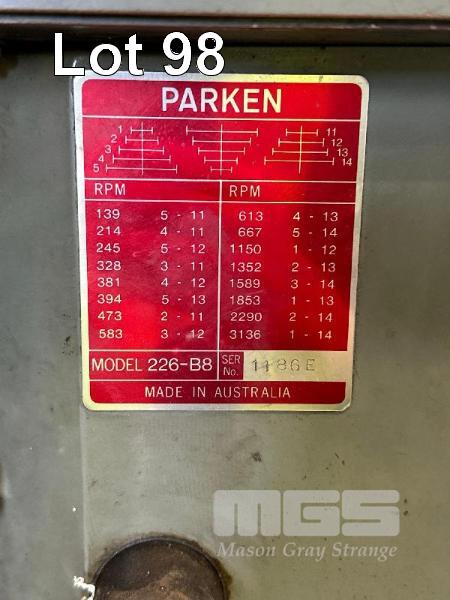 Lot 98
PARKEN
1 11
2 12
3 13
4 14
5
RPM RPM
139 5 - 11 613 4 - 13
214 4 - 11 667 5 - 14
245 5 - 12 1150 1 - 12
328 3 - 11 1352 2 - 13
381 4 - 12 1589 3 - 14
394 5 - 13 1853 1 - 13
473 2 - 11 2290 2 - 14
583 3 - 12 3136 1 - 14
MODEL 226-B8 SER No. 1186E
MADE IN AUSTRALIA
MGS
Mason Gray Strange